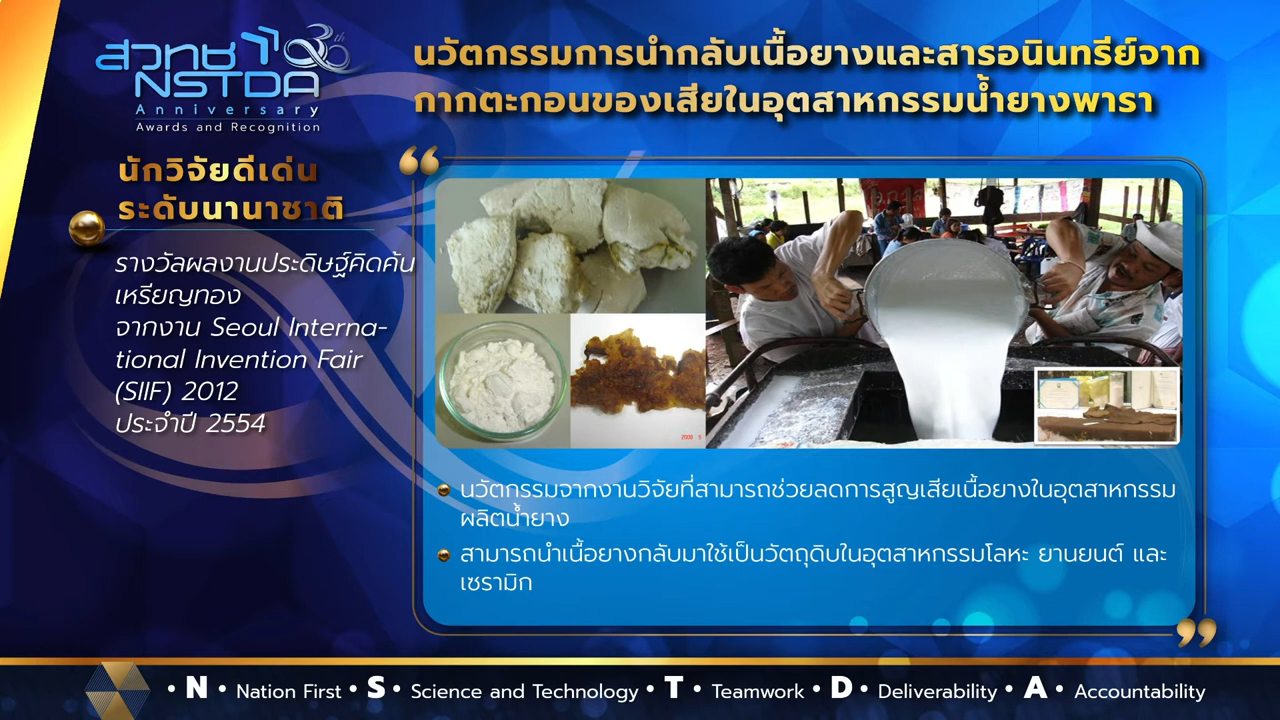 สวทช 30th
NSTDA
Anniversary
Awards and Recognition
นวัตกรรมการนำกลับเนื้อยางและสารอนินทรีย์จาก
กากตะกอนของเสียในอุตสาหกรรมน้ำยางพารา
นักวิจัยดีเด่น
ระดับนานาชาติ
รางวัลผลงานประดิษฐ์คิดค้น
เหรียญทอง
จากงาน Seoul Interna-
tional Invention Fair
(SIIF) 2012
ประจำปี 2554
นวัตกรรมจากงานวิจัยที่สามารถช่วยลดการสูญเสียเนื้อยางในอุตสาหกรรม
ผลิตน้ำยาง
สามารถนำเนื้อยางกลับมาใช้เป็นวัตถุดิบในอุตสาหกรรมโลหะ ยานยนต์ และ
เซรามิก
• N • Nation First • S • Science and Technology • T • Teamwork • D • Deliverability • A • Accountability